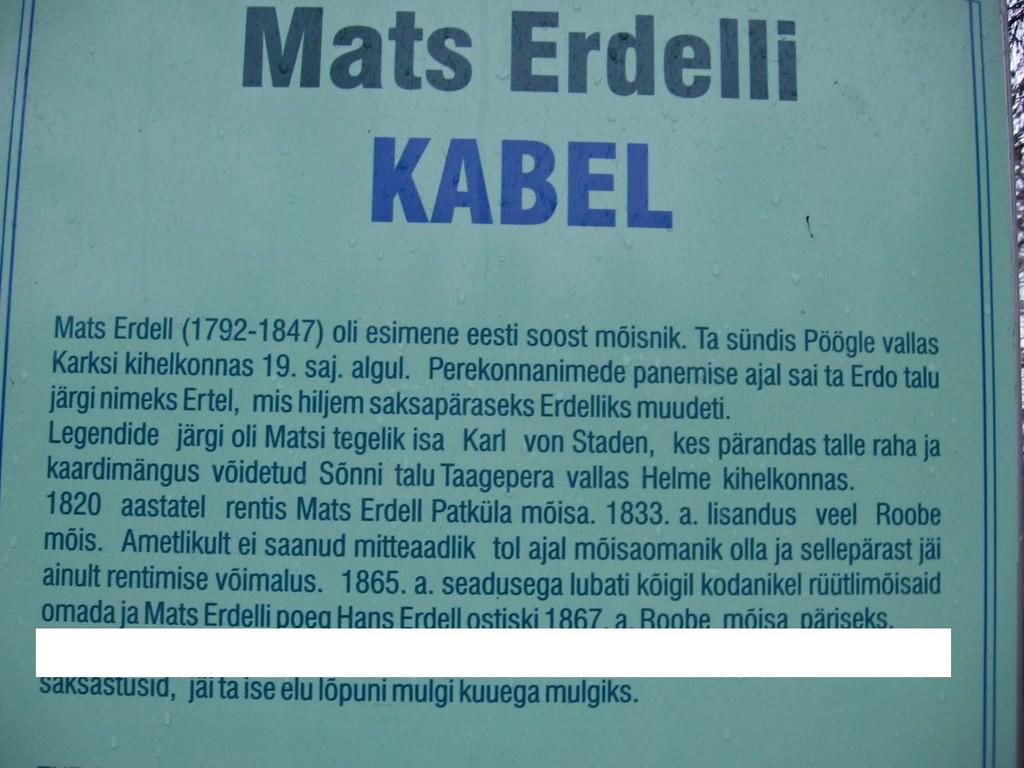 Mats Erdelli
KABEL
Mats Erdell (1792-1847) oli esimene eesti soost mõisnik. Ta sündis Pöögle vallas
Karksi kihelkonnas 19. saj. algul. Perekonnanimede panemise ajal sai ta Erdo talu
järgi nimeks Ertel, mis hiljem saksapäraseks Erdelliks muudeti.
Legendide järgi oli Matsi tegelik isa Karl von Staden, kes pärandas talle raha ja
kaardimängus võidetud Sõnni talu Taagepera vallas Helme kihelkonnas.
1820 aastatel rentis Mats Erdell Patküla mõisa. 1833. a. lisandus veel Roobe
mõis. Ametlikult ei saanud mitteaadlik tol ajal mõisaomanik olla ja sellepärast jäi
ainult rentimise võimalus. 1865. a. seadusega lubati kõigil kodanikel rüütlimõisaid
omada ja Mats Erdelli poeg Hans Erdell ostiski 1867. a. Roobe mõisa päriseks.
saksastusid, jäi ta ise elu lõpuni mulgi kuuega mulgiks.